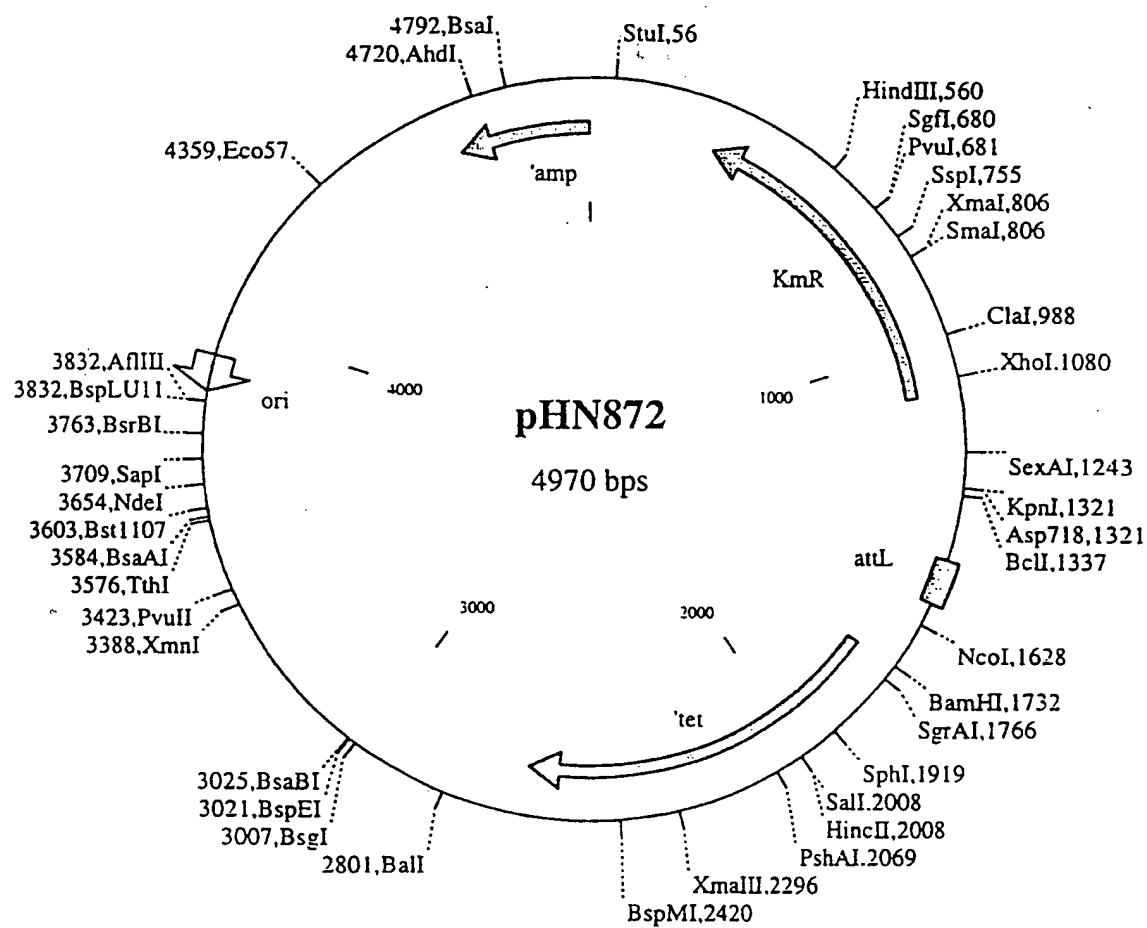 4792,BsaI
4720,AhdI
StuI,56
HindIII,560
SgfI,680
PvuI,681
SspI,755
XmaI,806
SmaI,806
4359,Eco57
'amp
KmR
ClaI,988
XhoI.1080
3832,AflIII
3832,BspLU11
3763,BsrBI
3709,SapI
3654,NdeI
3603,Bst1107
3584,BsaAI
3576,TthI
3423,PvuII
3388,XmnI
ori
4000
1000
pHN872
4970 bps
SexAI,1243
KpnI,1321
Asp718,1321
BclI,1337
attL
3000
2000
NcoI,1628
BamHI,1732
SgrAI,1766
'tet
SphI,1919
SalI.2008
HincII,2008
PshAI.2069
XmaIII,2296
BspMI,2420
3025,BsaBI
3021,BspEI
3007,BsgI
2801,BalI